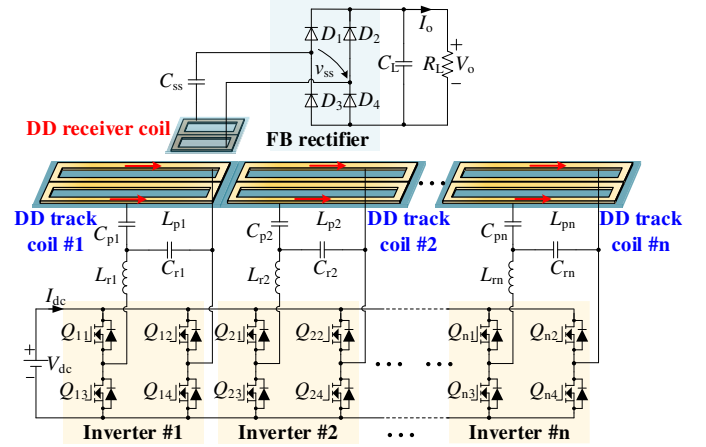 D1 D2
Io
Css
vss
CL
RL
+
Vo
−
D3 D4
DD receiver coil
FB rectifier
...
DD track
coil #1
Cp1
Lp1
Cr1
Lr1
Cp2
Lp2
DD track
coil #2
Cr2
Lr2
Cpn
Lpn
DD track
coil #n
Crn
Lrn
Idc
+
Vdc
−
Q11 Q12 Q21 Q22 Qn1 Qn2
... ...
Q13 Q14 Q23 Q24 Qn3 Qn4
Inverter #1 Inverter #2 ... Inverter #n